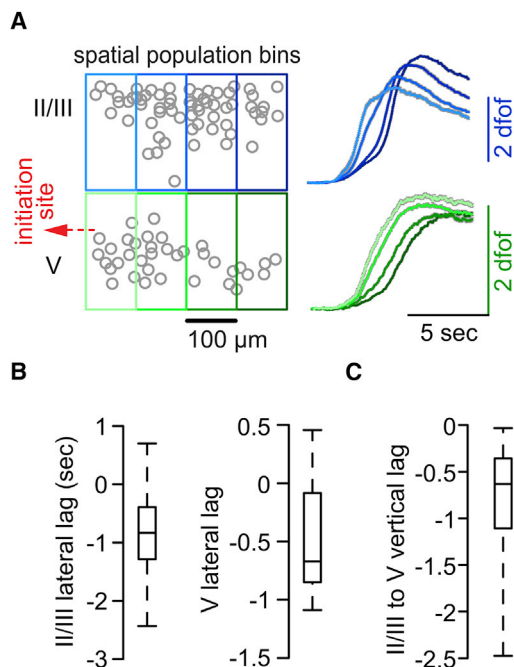 A
spatial population bins
II/III
initiation
site
V
100 µm
2 dfof
2 dfof
5 sec
B
II/III lateral lag (sec)
1
0
-1
-2
-3
V lateral lag
0.5
0
-0.5
-1
-1.5
C
II/III to V vertical lag
0
-0.5
-1
-1.5
-2
-2.5